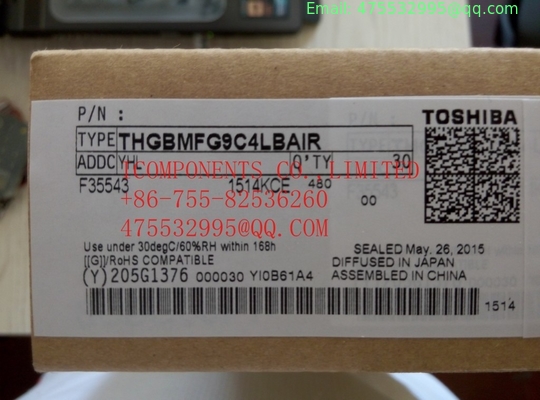 Email: 475532995@qq.com
P/N :
TOSHIBA
TYPE THGBMFG9C4LBAIR
ADDC YHL Q'TY 30
TCOMPONENTS CO.,LIMITED
F35543 1514KCE 480
00
+86-755-82536260
475532995@QQ.COM
Use under 30degC/60%RH within 168h
SEALED May, 26, 2015
[[G]]/RoHS COMPATIBLE
DIFFUSED IN JAPAN
(Y) 205G1376 000030 YI0B61A4
ASSEMBLED IN CHINA
1514